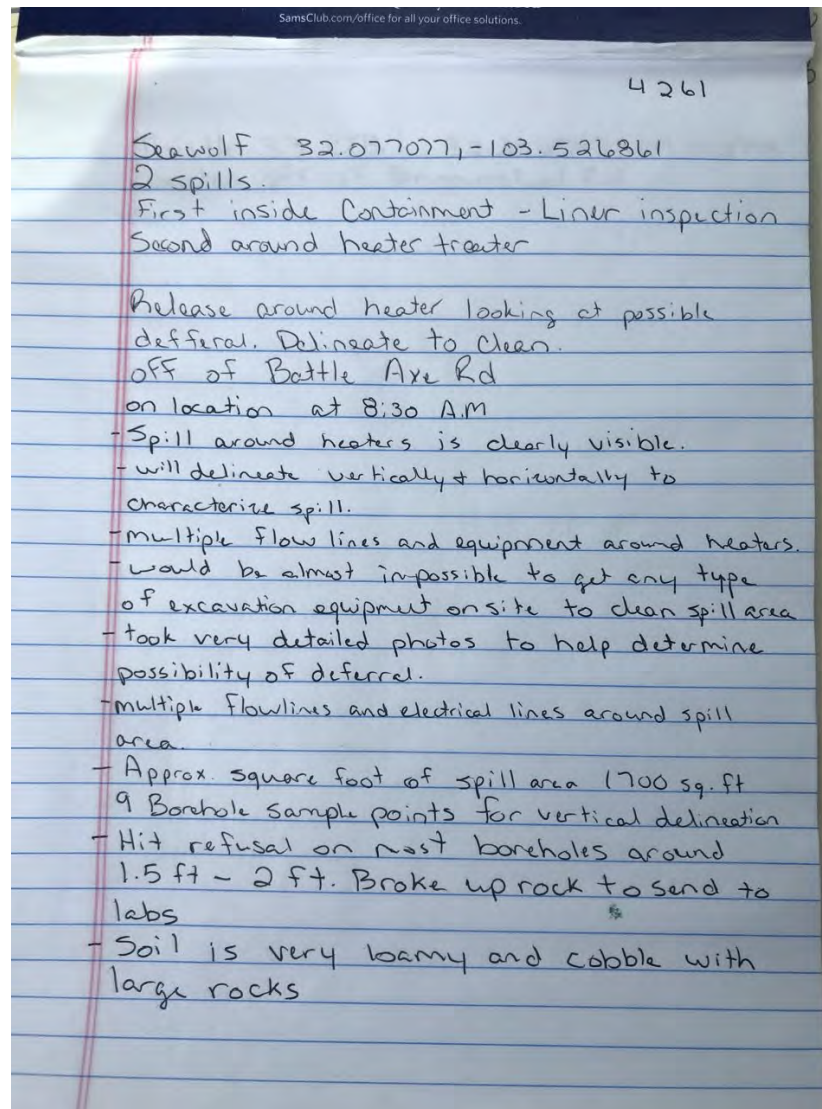 SamsClub.com/office for all your office solutions.
4261
Seawolf 32.077077,-103.526861
2 spills.
First inside Containment - Liner inspection
Second around heater treater
Release around heater looking at possible
defferal. Delineate to clean.
off of Battle Axe Rd
on location at 8:30 A.M
- Spill around heaters is clearly visible.
- will delineate vertically & horizontally to
characterize spill.
- multiple flow lines and equipment around heaters.
- would be almost impossible to get any type
of excavation equipment on site to clean spill area
- took very detailed photos to help determine
possibility of deferral.
- multiple flowlines and electrical lines around spill
area.
- Approx. square foot of spill area 1700 sq. ft
9 Borehole sample points for vertical delineation
- Hit refusal on most boreholes around
1.5 ft - 2 ft. Broke up rock to send to
labs
- Soil is very loamy and cobble with
large rocks